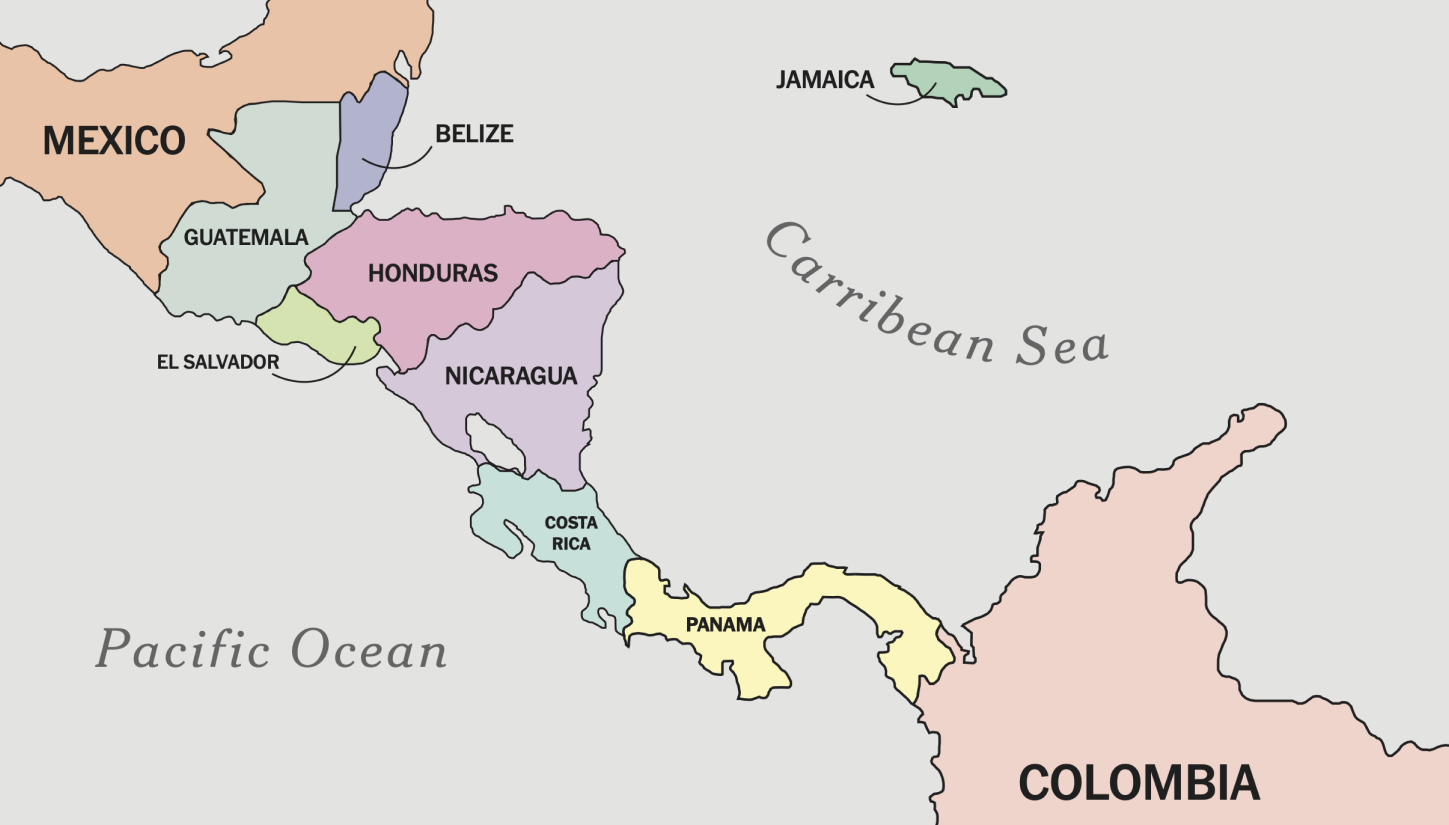 JAMAICA
MEXICO
BELIZE
GUATEMALA
HONDURAS
Carribean Sea
EL SALVADOR
NICARAGUA
COSTA
RICA
PANAMA
Pacific Ocean
COLOMBIA